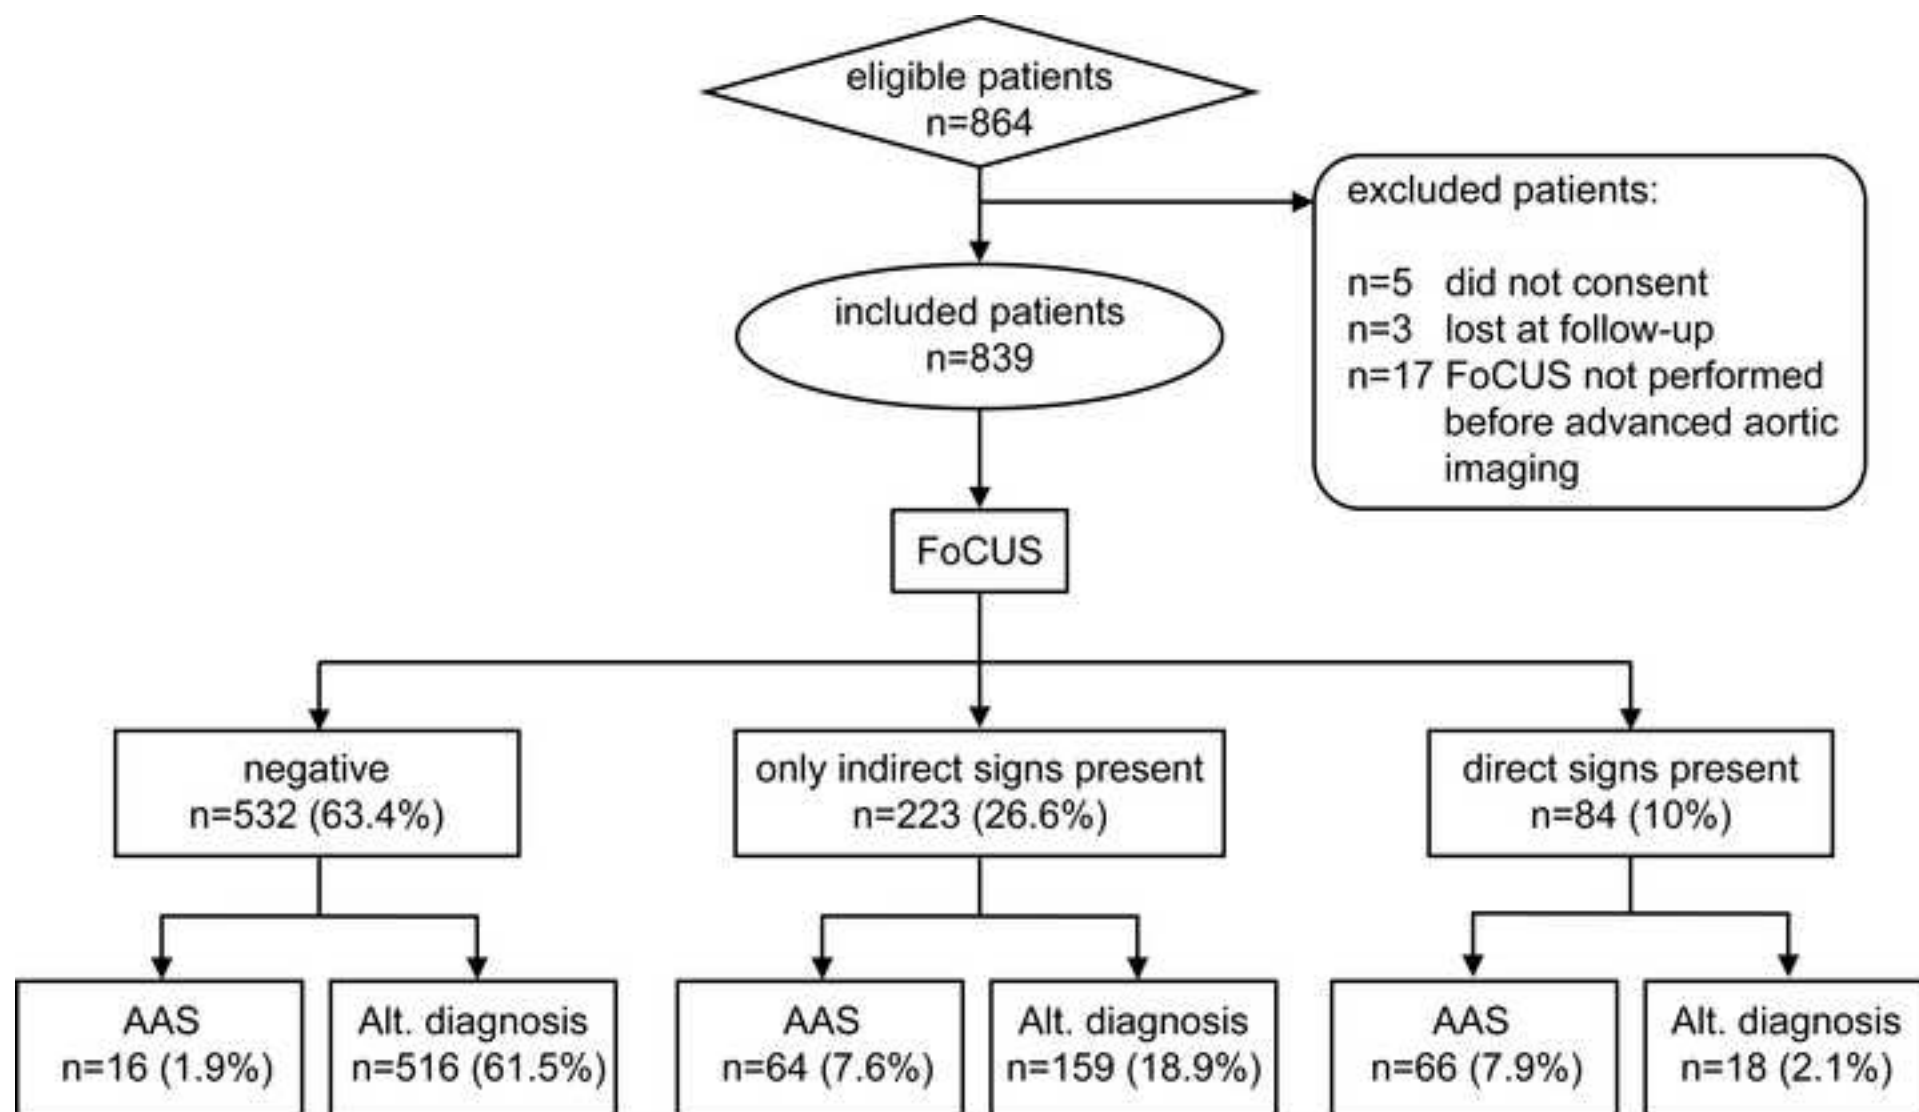 eligible patients
n=864
excluded patients:
n=5 did not consent
n=3 lost at follow-up
n=17 FoCUS not performed
before advanced aortic
imaging
included patients
n=839
FoCUS
negative
n=532 (63.4%)
only indirect signs present
n=223 (26.6%)
direct signs present
n=84 (10%)
AAS
n=16 (1.9%)
Alt. diagnosis
n=516 (61.5%)
AAS
n=64 (7.6%)
Alt. diagnosis
n=159 (18.9%)
AAS
n=66 (7.9%)
Alt. diagnosis
n=18 (2.1%)